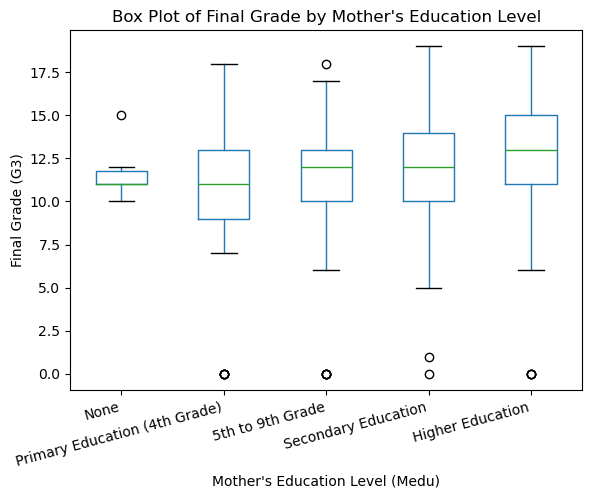 Box Plot of Final Grade by Mother's Education Level
Final Grade (G3)
17.5
15.0
12.5
10.0
7.5
5.0
2.5
0.0
None
Primary Education (4th Grade)
5th to 9th Grade
Secondary Education
Higher Education
Mother's Education Level (Medu)